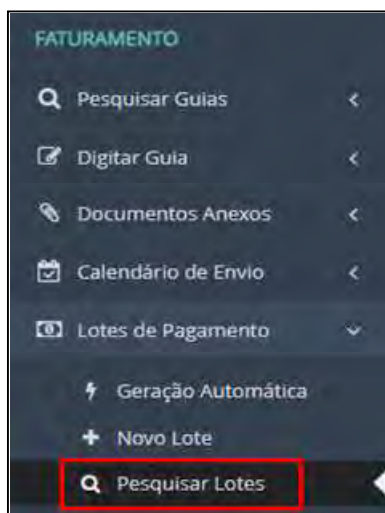 FATURAMENTO
Pesquisar Guias
Digitar Guia
Documentos Anexos
Calendário de Envio
Lotes de Pagamento
Geração Automática
Novo Lote
Pesquisar Lotes